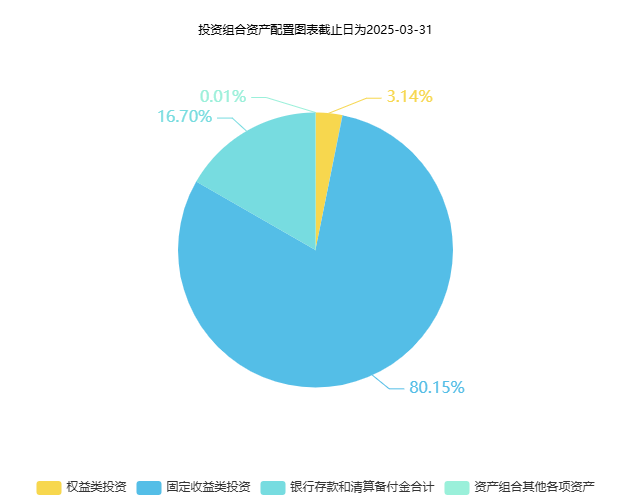 投资组合资产配置图表截止日为2025-03-31
0.01%
3.14%
16.70%
80.15%
权益类投资 固定收益类投资 银行存款和清算备付金合计 资产组合其他各项资产